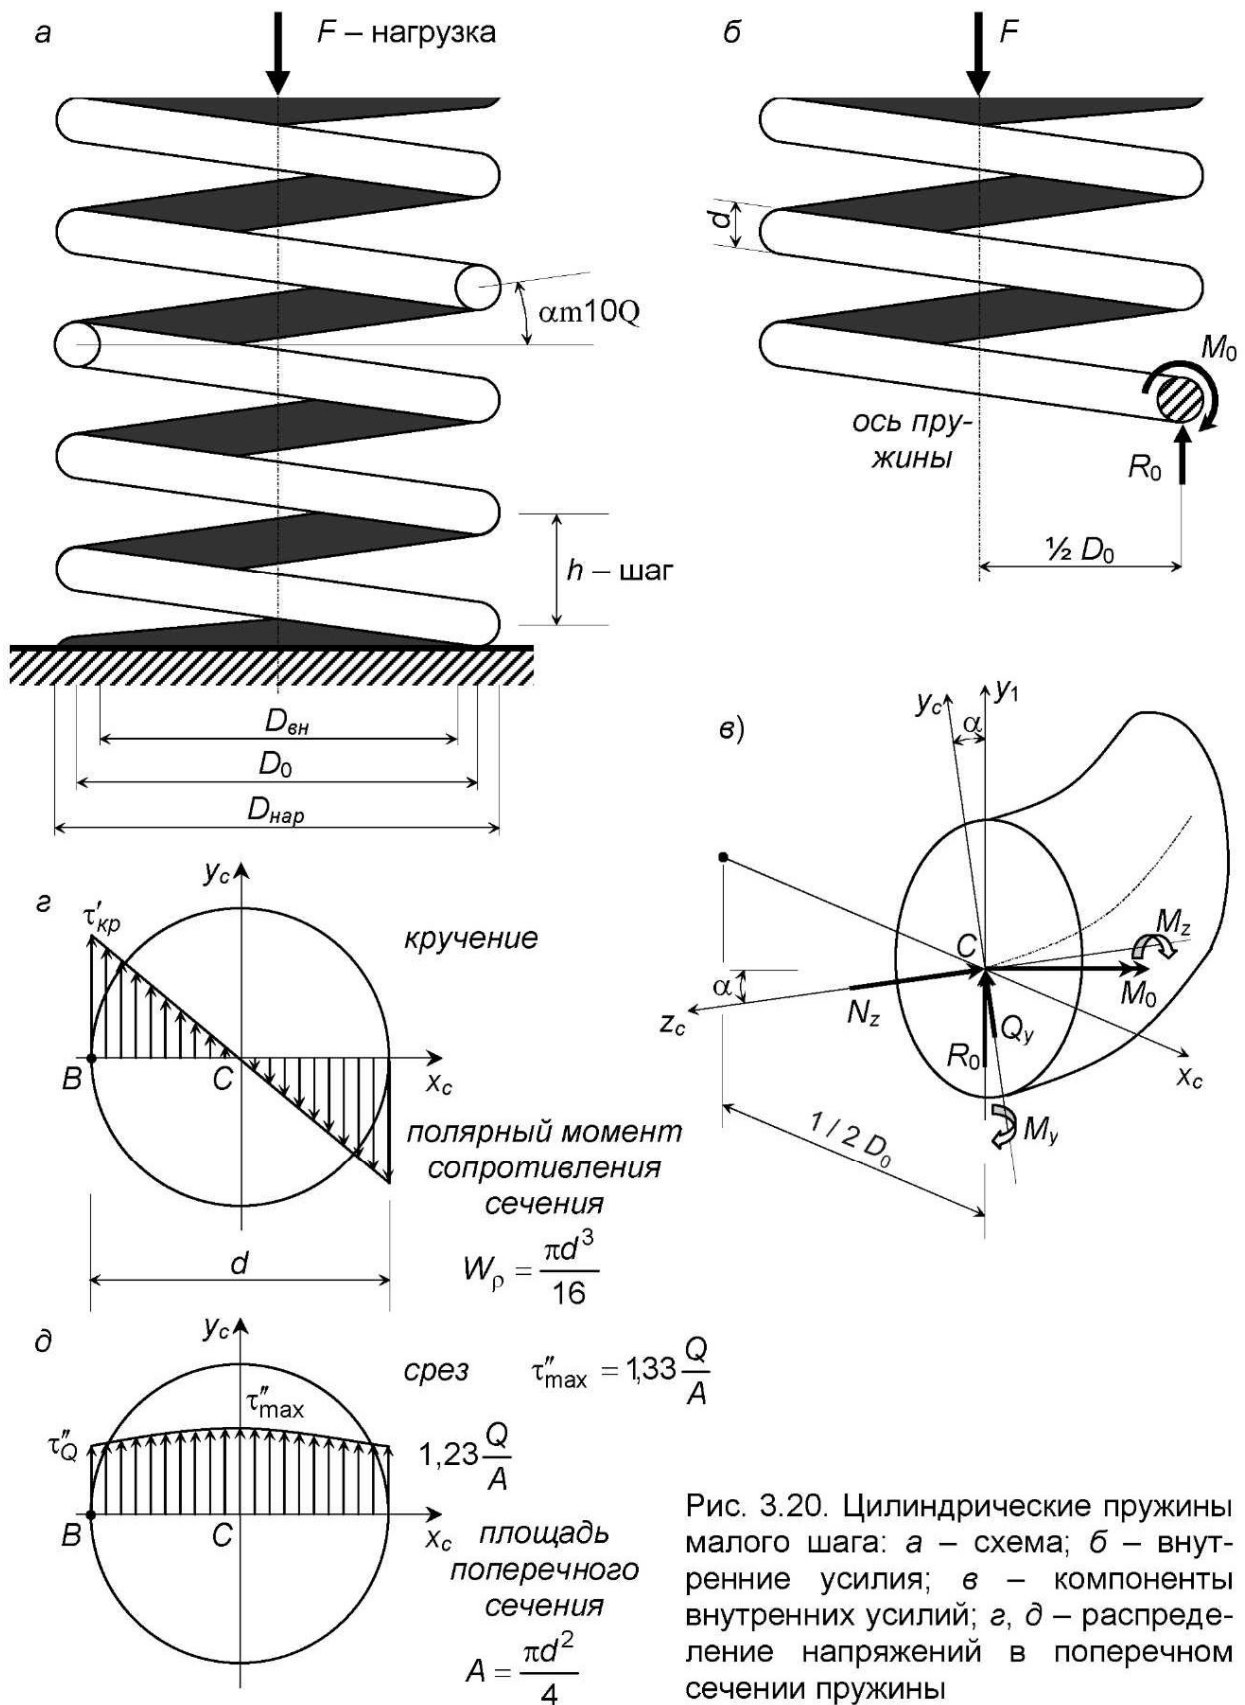 а
F – нагрузка
αm10Q
h – шаг
Dвн
D0
Dнар
б
F
d
ось пру-
жины
M0
R0
½ D0
в)
yc
y1
α
C
Mz
M0
α
zc
Nz
R0
Qy
xc
My
1 / 2 D0
г
yc
τ′кр
кручение
B
C
xc
полярный момент
сопротивления
сечения
d
Wρ = πd³/16
д
yc
срез
τ″max = 1,33 Q/A
τ″max
τ″Q
1,23 Q/A
B
C
xc
площадь
поперечного
сечения
A = πd²/4
Рис. 3.20. Цилиндрические пружины
малого шага: а – схема; б – внут-
ренние усилия; в – компоненты
внутренних усилий; г, д – распреде-
ление напряжений в поперечном
сечении пружины